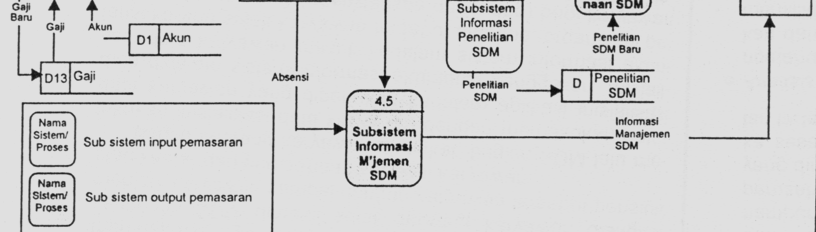 Gaji
Baru
Gaji
Akun
D1 Akun
D13 Gaji
Absensi
Subsistem
Informasi
Penelitian
SDM
naan SDM
Penelitian
SDM Baru
Penelitian
SDM
D Penelitian
SDM
4.5
Subsistem
Informasi
M'jemen
SDM
Informasi
Manajemen
SDM
Nama
Sistem/
Proses
Sub sistem input pemasaran
Nama
Sistem/
Proses
Sub sistem output pemasaran